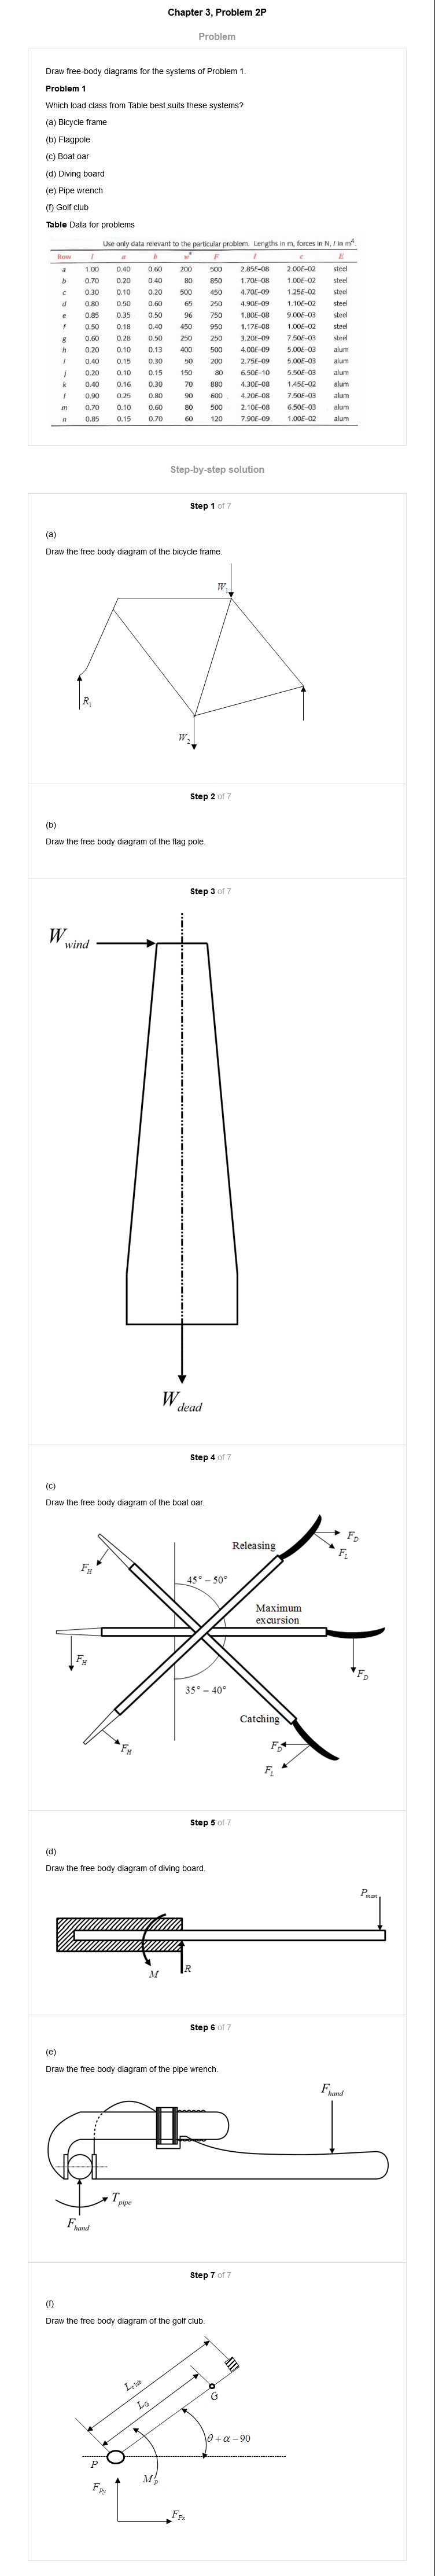 Chapter 3, Problem 2P
Problem
Draw free-body diagrams for the systems of Problem 1.
Problem 1
Which load class from Table best suits these systems?
(a) Bicycle frame
(b) Flagpole
(c) Boat oar
(d) Diving board
(e) Pipe wrench
(f) Golf club
Table Data for problems
Use only data relevant to the particular problem. Lengths in m, forces in N, I in m⁴.
Row l a b w* F I c E
a 1.00 0.40 0.60 200 500 2.85E–08 2.00E–02 steel
b 0.70 0.20 0.40 80 850 1.70E–08 1.00E–02 steel
c 0.30 0.10 0.20 500 450 4.70E–09 1.25E–02 steel
d 0.80 0.50 0.60 65 250 4.90E–09 1.10E–02 steel
e 0.85 0.35 0.50 96 750 1.80E–08 9.00E–03 steel
f 0.50 0.18 0.40 450 950 1.17E–08 1.00E–02 steel
g 0.60 0.28 0.50 250 250 3.20E–09 7.50E–03 steel
h 0.20 0.10 0.13 400 500 4.00E–09 5.00E–03 alum
i 0.40 0.15 0.30 50 200 2.75E–09 5.00E–03 alum
j 0.20 0.10 0.15 150 80 6.50E–10 5.50E–03 alum
k 0.40 0.16 0.30 70 880 4.30E–08 1.45E–02 alum
l 0.90 0.25 0.80 90 600 4.20E–08 7.50E–03 alum
m 0.70 0.10 0.60 80 500 2.10E–08 6.50E–03 alum
n 0.85 0.15 0.70 60 120 7.90E–09 1.00E–02 alum
Step-by-step solution
Step 1 of 7
(a)
Draw the free body diagram of the bicycle frame.
W₁
R₁
W₂
Step 2 of 7
(b)
Draw the free body diagram of the flag pole.
Step 3 of 7
W wind
W dead
Step 4 of 7
(c)
Draw the free body diagram of the boat oar.
Releasing
F_D
F_L
F_H
45° – 50°
Maximum
excursion
F_H
F_D
35° – 40°
Catching
F_H
F_D
F_L
Step 5 of 7
(d)
Draw the free body diagram of diving board.
P man
M
R
Step 6 of 7
(e)
Draw the free body diagram of the pipe wrench.
F hand
T pipe
F hand
Step 7 of 7
(f)
Draw the free body diagram of the golf club.
L club
L_G
G
θ + α – 90
P
M_p
F_Py
F_Px